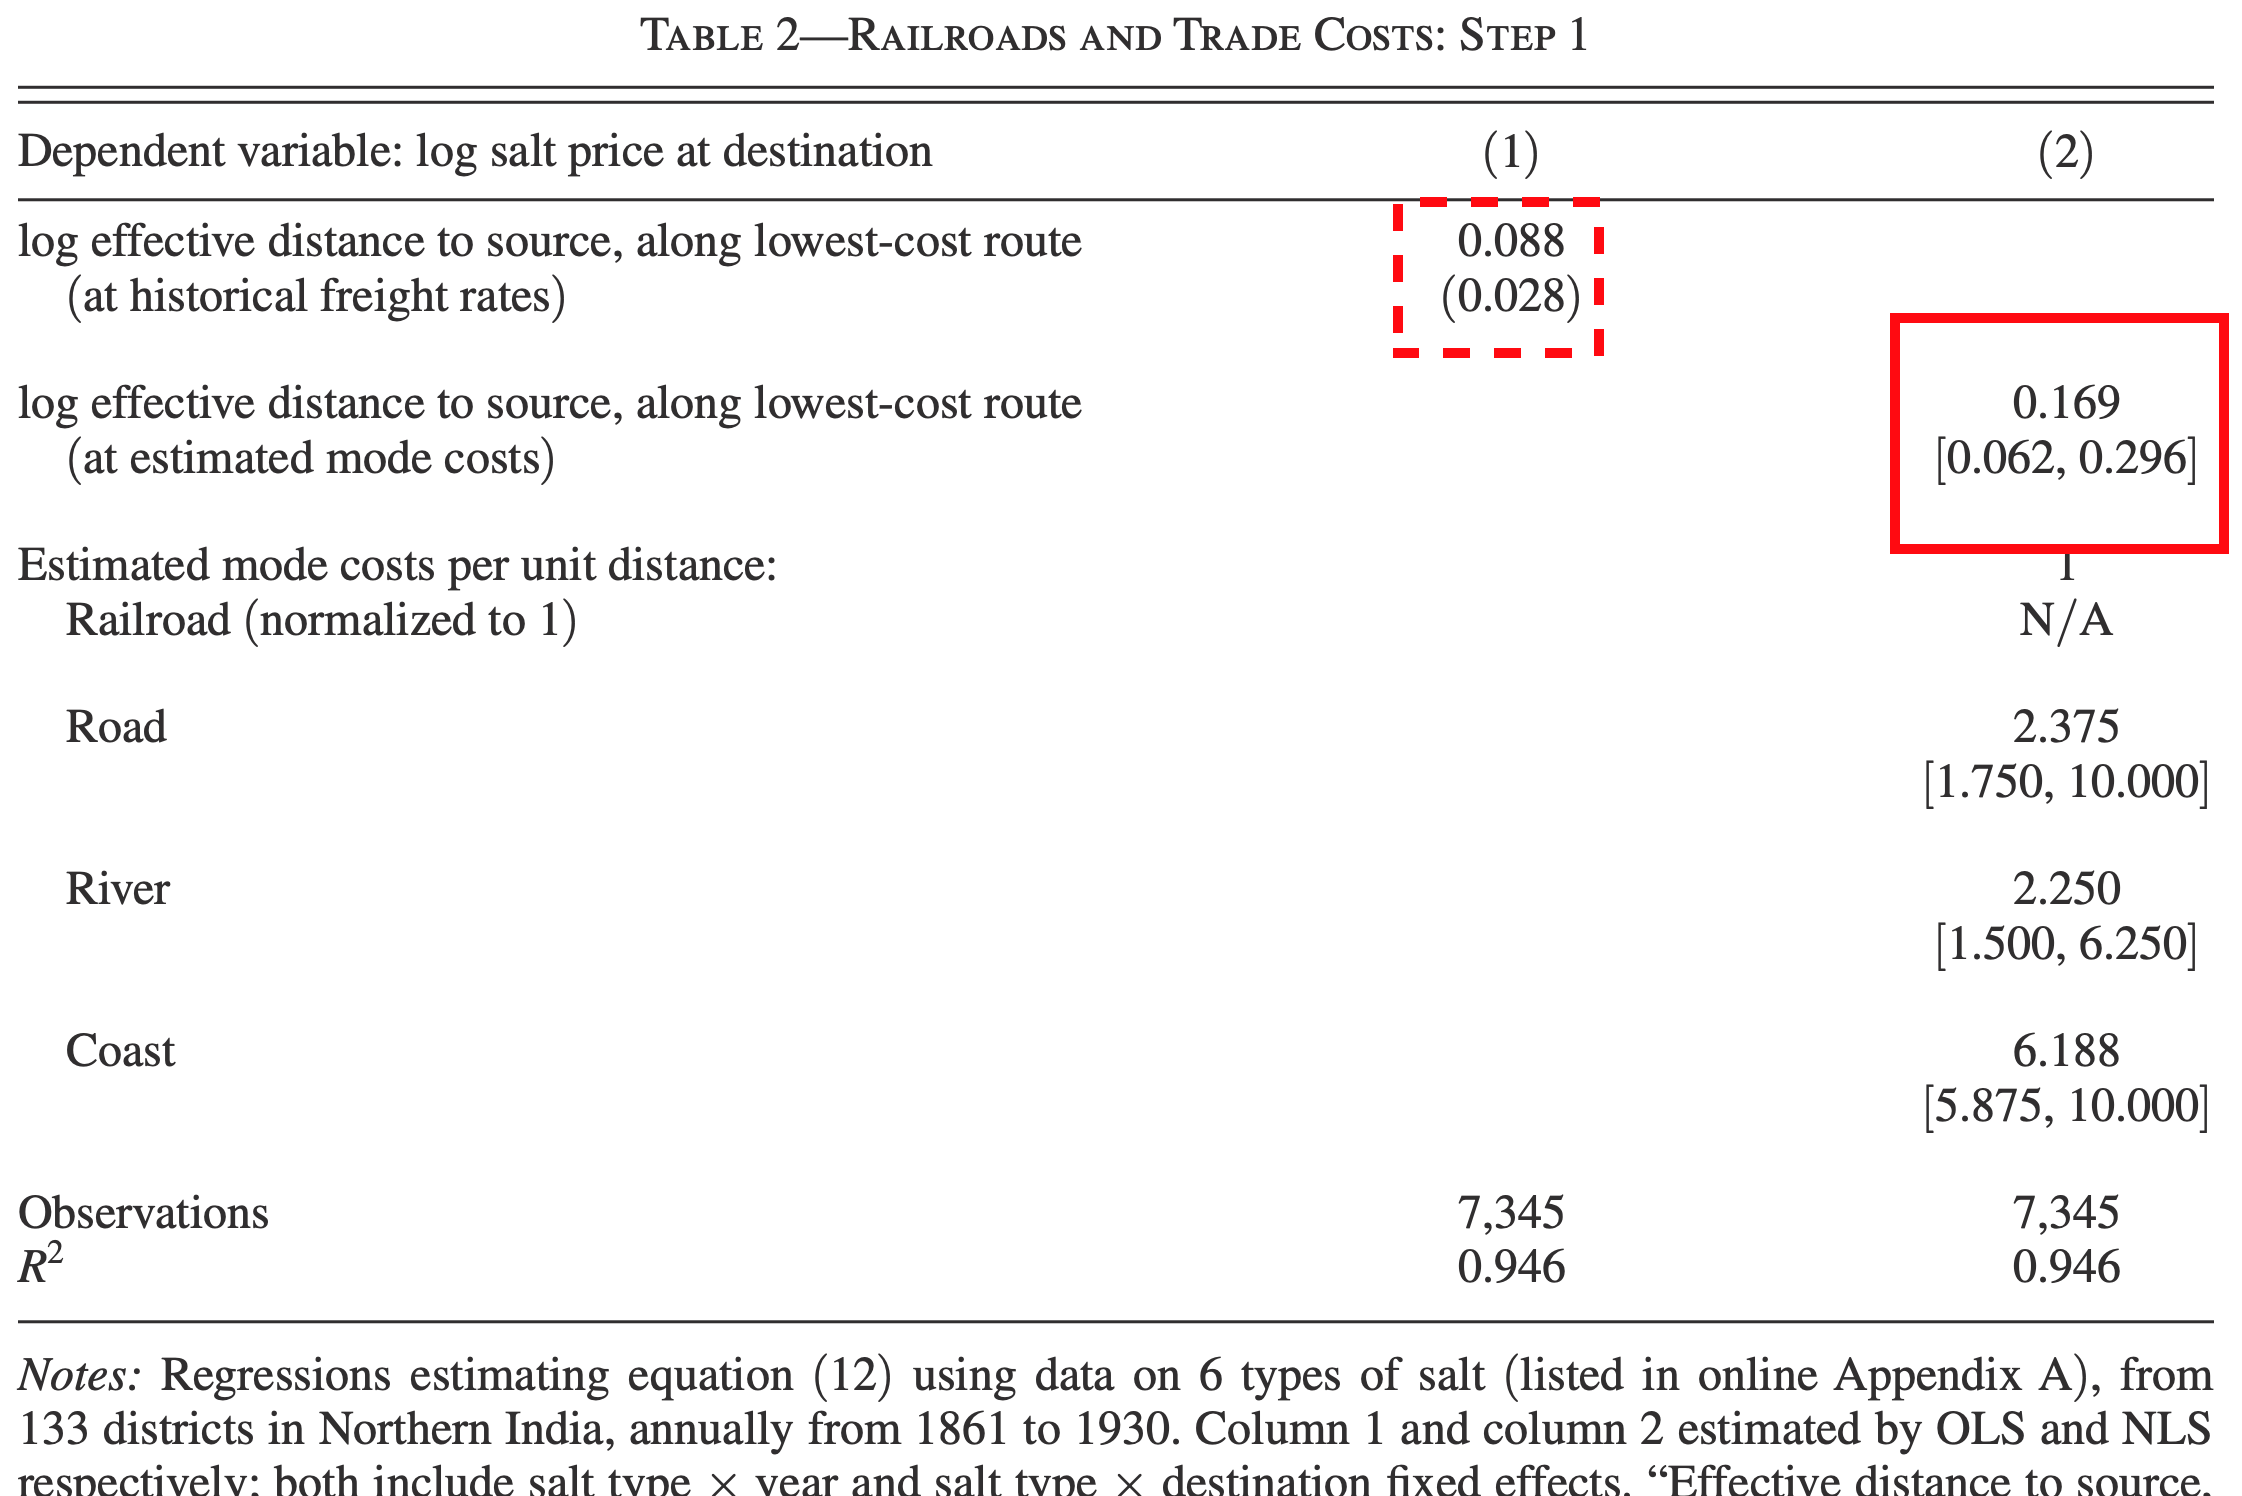 TABLE 2—RAILROADS AND TRADE COSTS: STEP 1
Dependent variable: log salt price at destination (1) (2)
log effective distance to source, along lowest-cost route 0.088
(at historical freight rates) (0.028)
log effective distance to source, along lowest-cost route 0.169
(at estimated mode costs) [0.062, 0.296]
Estimated mode costs per unit distance: 1
Railroad (normalized to 1) N/A
Road 2.375
[1.750, 10.000]
River 2.250
[1.500, 6.250]
Coast 6.188
[5.875, 10.000]
Observations 7,345 7,345
R² 0.946 0.946
Notes: Regressions estimating equation (12) using data on 6 types of salt (listed in online Appendix A), from
133 districts in Northern India, annually from 1861 to 1930. Column 1 and column 2 estimated by OLS and NLS
respectively; both include salt type × year and salt type × destination fixed effects. “Effective distance to source,